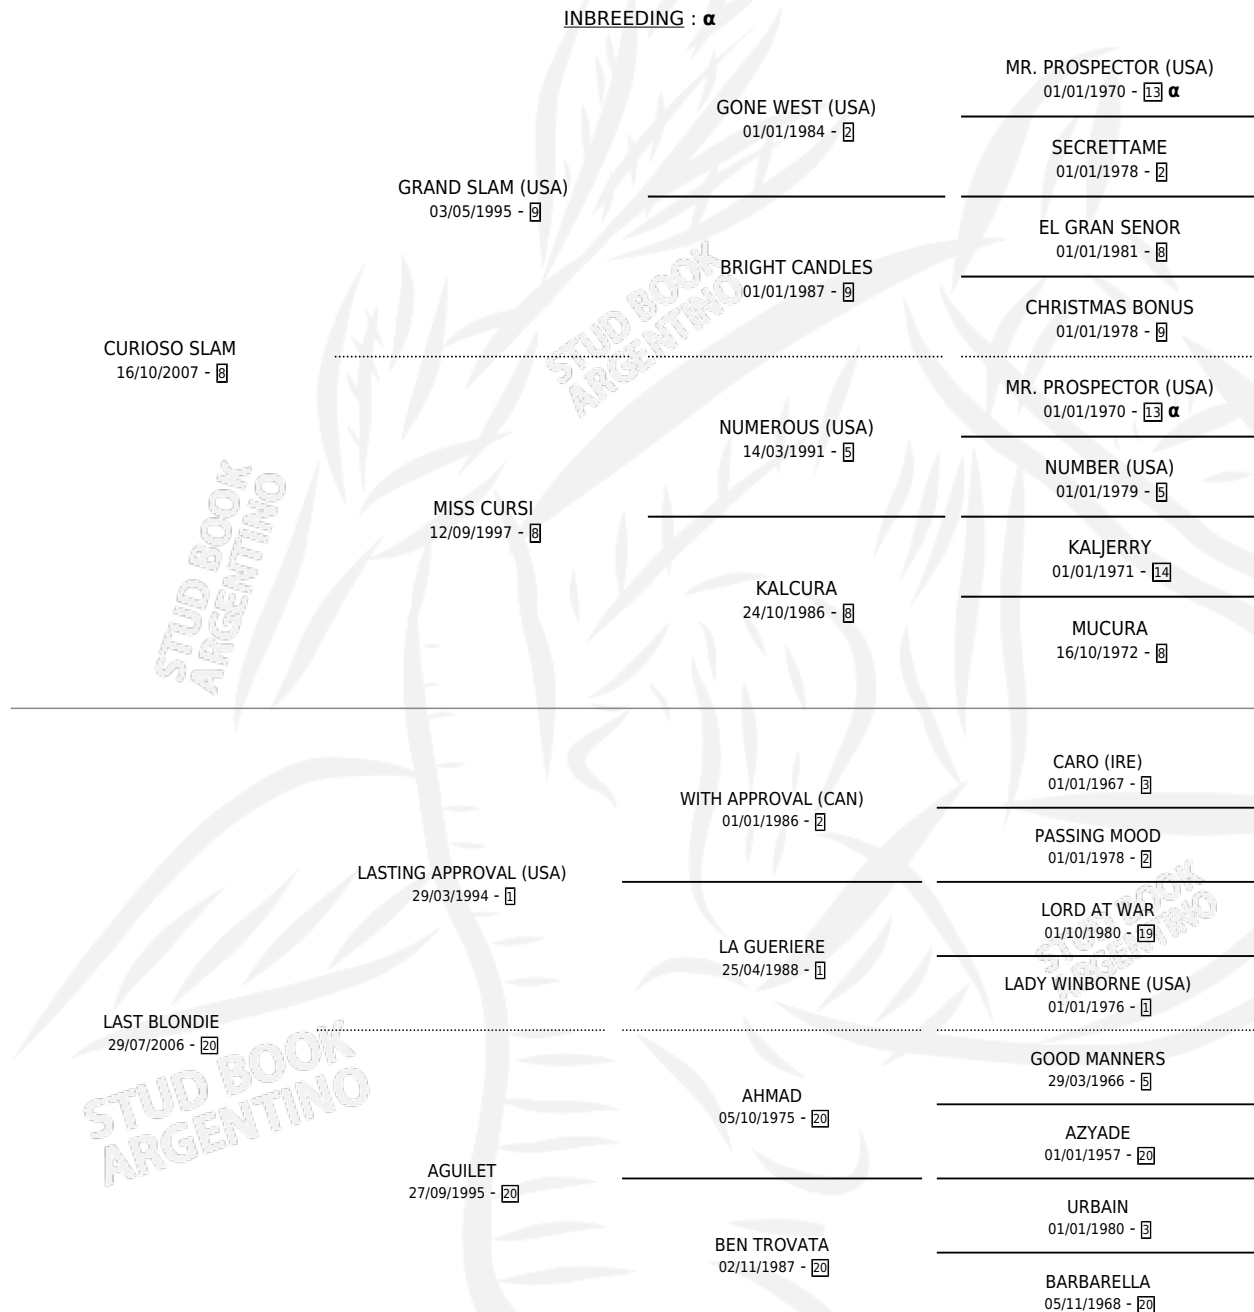 INBREEDING : α
MR. PROSPECTOR (USA)
01/01/1970 - 13 α
GONE WEST (USA)
01/01/1984 - 2
SECRETTAME
01/01/1978 - 2
GRAND SLAM (USA)
03/05/1995 - 9
EL GRAN SENOR
01/01/1981 - 8
BRIGHT CANDLES
01/01/1987 - 9
CHRISTMAS BONUS
01/01/1978 - 9
CURIOSO SLAM
16/10/2007 - 8
MR. PROSPECTOR (USA)
01/01/1970 - 13 α
NUMEROUS (USA)
14/03/1991 - 5
NUMBER (USA)
01/01/1979 - 5
MISS CURSI
12/09/1997 - 8
KALJERRY
01/01/1971 - 14
KALCURA
24/10/1986 - 8
MUCURA
16/10/1972 - 8
CARO (IRE)
01/01/1967 - 3
WITH APPROVAL (CAN)
01/01/1986 - 2
PASSING MOOD
01/01/1978 - 2
LASTING APPROVAL (USA)
29/03/1994 - 1
LORD AT WAR
01/10/1980 - 19
LA GUERIERE
25/04/1988 - 1
LADY WINBORNE (USA)
01/01/1976 - 1
LAST BLONDIE
29/07/2006 - 20
GOOD MANNERS
29/03/1966 - 5
AHMAD
05/10/1975 - 20
AZYADE
01/01/1957 - 20
AGUILET
27/09/1995 - 20
URBAIN
01/01/1980 - 3
BEN TROVATA
02/11/1987 - 20
BARBARELLA
05/11/1968 - 20
STUD BOOK
ARGENTINO
STUD BOOK
ARGENTINO
STUD BOOK
ARGENTINO
STUD BOOK
ARGENTINO